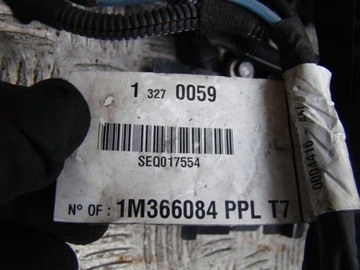 1 327 0059
SEQ017554
N° OF : 1M366084 PPL T7